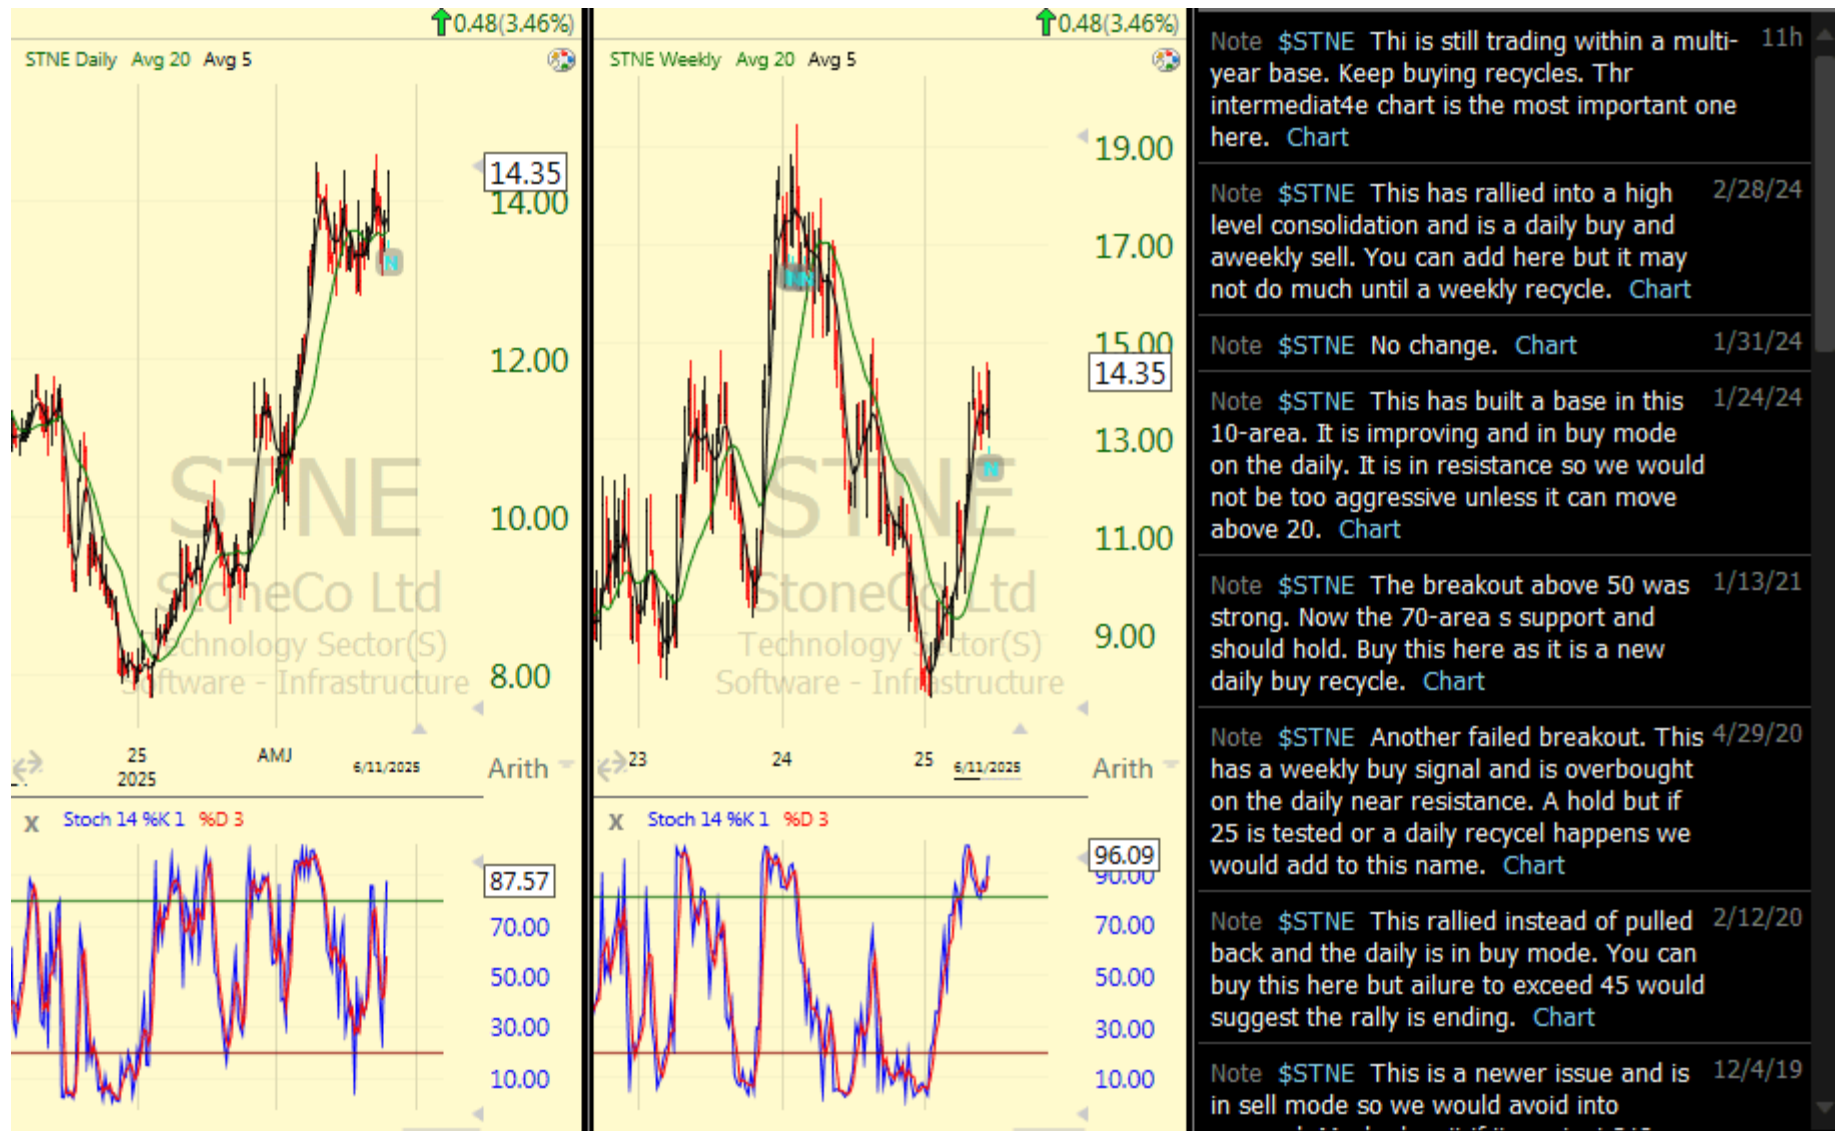 0.48(3.46%)
STNE Daily Avg 20 Avg 5
14.35
14.00
12.00
10.00
8.00
STNE
StoneCo Ltd
Technology Sector(S)
Software - Infrastructure
25
2025
AMJ
6/11/2025
Arith
X Stoch 14 %K 1 %D 3
87.57
70.00
50.00
30.00
10.00
0.48(3.46%)
STNE Weekly Avg 20 Avg 5
19.00
17.00
15.00
14.35
13.00
11.00
9.00
STNE
StoneCo Ltd
Technology Sector(S)
Software - Infrastructure
N
23
24
25
6/11/2025
Arith
X Stoch 14 %K 1 %D 3
96.09
90.00
70.00
50.00
30.00
10.00
Note $STNE Thi is still trading within a multi- 11h
year base. Keep buying recycles. Thr
intermediat4e chart is the most important one
here. Chart
Note $STNE This has rallied into a high 2/28/24
level consolidation and is a daily buy and
aweekly sell. You can add here but it may
not do much until a weekly recycle. Chart
Note $STNE No change. Chart 1/31/24
Note $STNE This has built a base in this 1/24/24
10-area. It is improving and in buy mode
on the daily. It is in resistance so we would
not be too aggressive unless it can move
above 20. Chart
Note $STNE The breakout above 50 was 1/13/21
strong. Now the 70-area s support and
should hold. Buy this here as it is a new
daily buy recycle. Chart
Note $STNE Another failed breakout. This 4/29/20
has a weekly buy signal and is overbought
on the daily near resistance. A hold but if
25 is tested or a daily recycel happens we
would add to this name. Chart
Note $STNE This rallied instead of pulled 2/12/20
back and the daily is in buy mode. You can
buy this here but ailure to exceed 45 would
suggest the rally is ending. Chart
Note $STNE This is a newer issue and is 12/4/19
in sell mode so we would avoid into